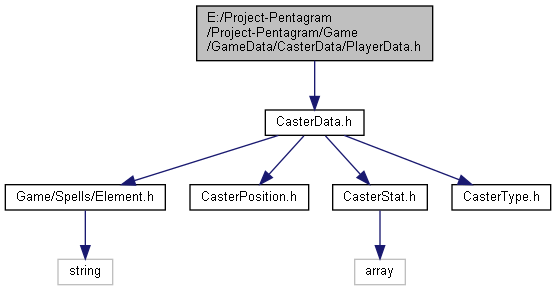 E:/Project-Pentagram
/Project-Pentagram/Game
/GameData/CasterData/PlayerData.h
CasterData.h
Game/Spells/Element.h
CasterPosition.h
CasterStat.h
CasterType.h
string
array